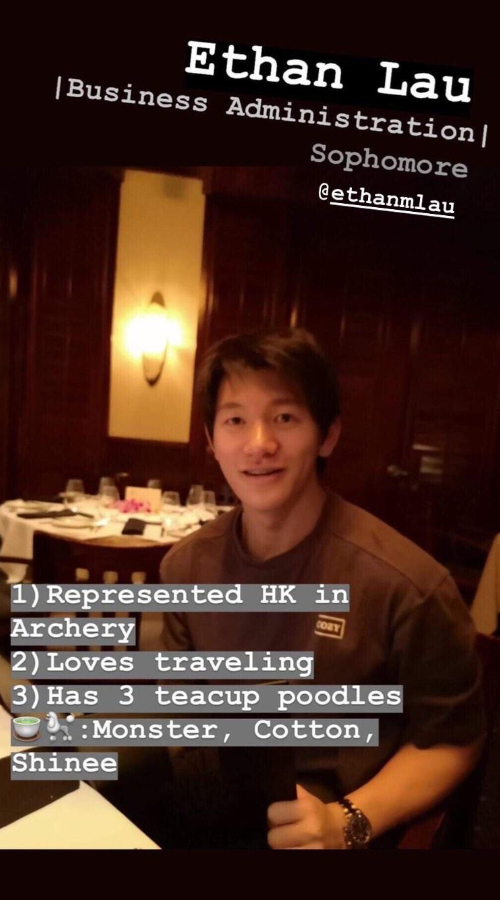 Ethan Lau
|Business Administration|
Sophomore
@ethanmlau
COZY
1)Represented HK in
Archery
2)Loves traveling
3)Has 3 teacup poodles
🍵🐩:Monster, Cotton,
Shinee